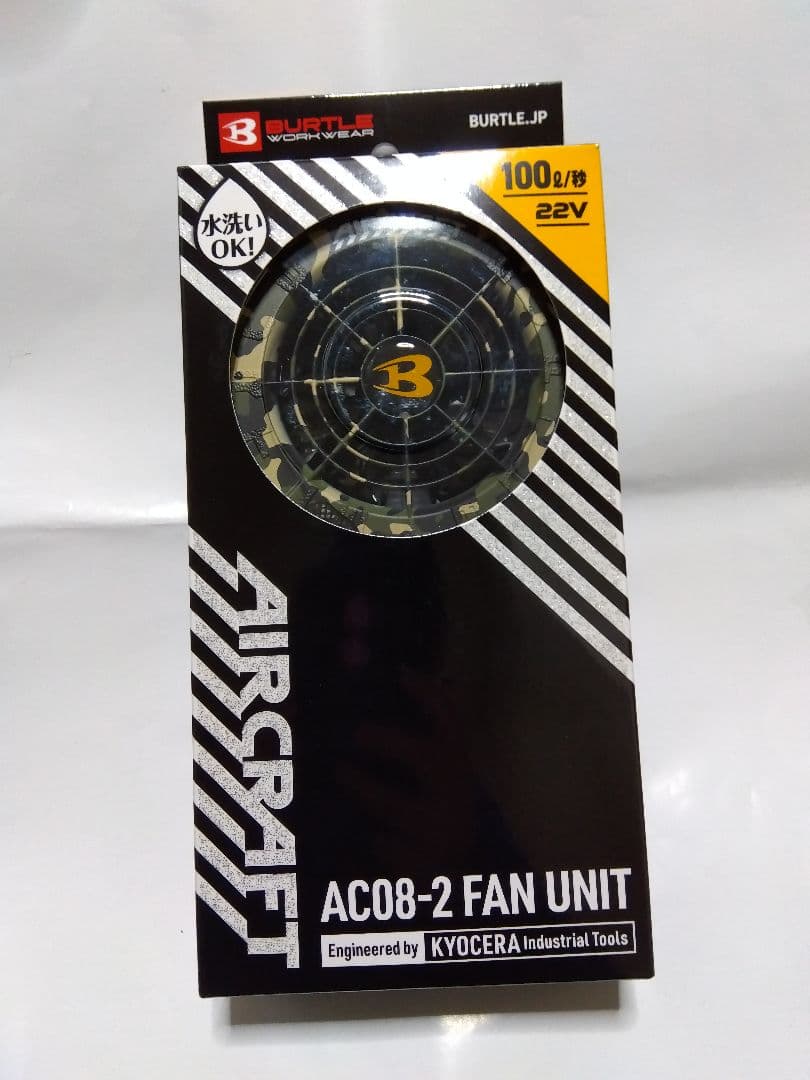 B BURTLE
WORKWEAR
BURTLE.JP
100ℓ/秒
22V
水洗い
OK!
B
AIRCRAFT
AC08-2 FAN UNIT
Engineered by KYOCERA Industrial Tools